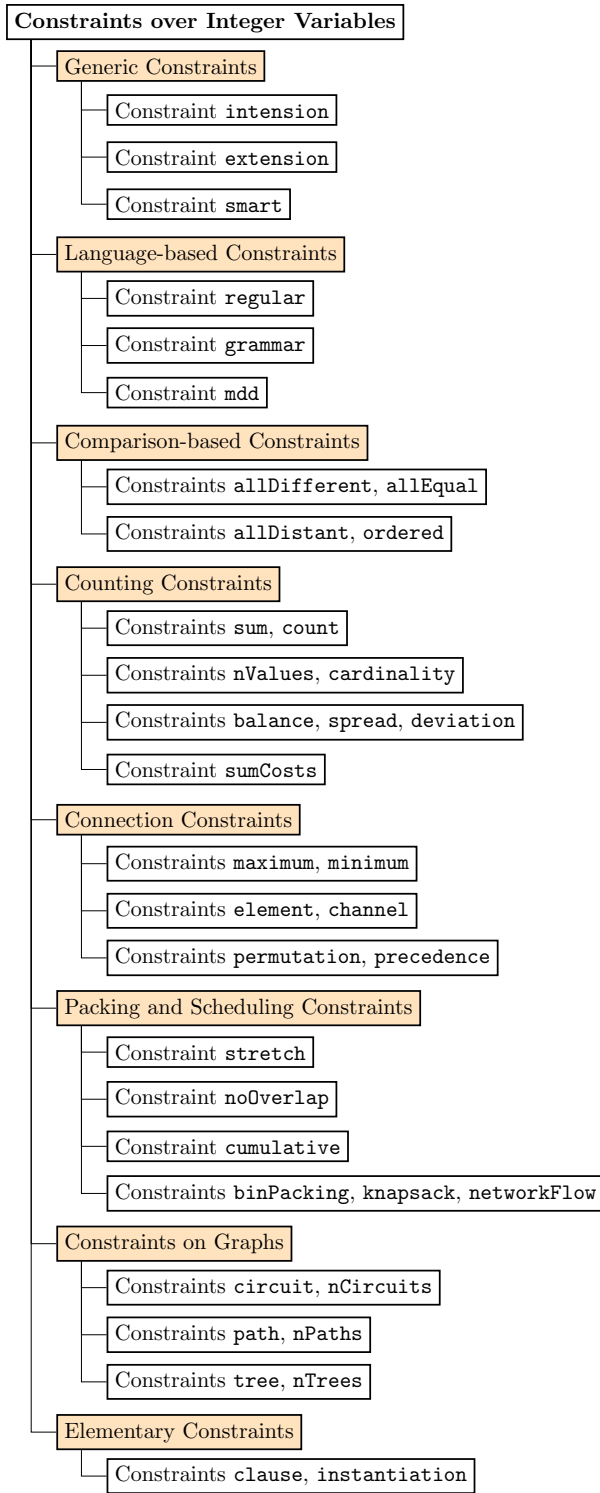 Constraints over Integer Variables
Generic Constraints
Constraint intension
Constraint extension
Constraint smart
Language-based Constraints
Constraint regular
Constraint grammar
Constraint mdd
Comparison-based Constraints
Constraints allDifferent, allEqual
Constraints allDistant, ordered
Counting Constraints
Constraints sum, count
Constraints nValues, cardinality
Constraints balance, spread, deviation
Constraint sumCosts
Connection Constraints
Constraints maximum, minimum
Constraints element, channel
Constraints permutation, precedence
Packing and Scheduling Constraints
Constraint stretch
Constraint noOverlap
Constraint cumulative
Constraints binPacking, knapsack, networkFlow
Constraints on Graphs
Constraints circuit, nCircuits
Constraints path, nPaths
Constraints tree, nTrees
Elementary Constraints
Constraints clause, instantiation